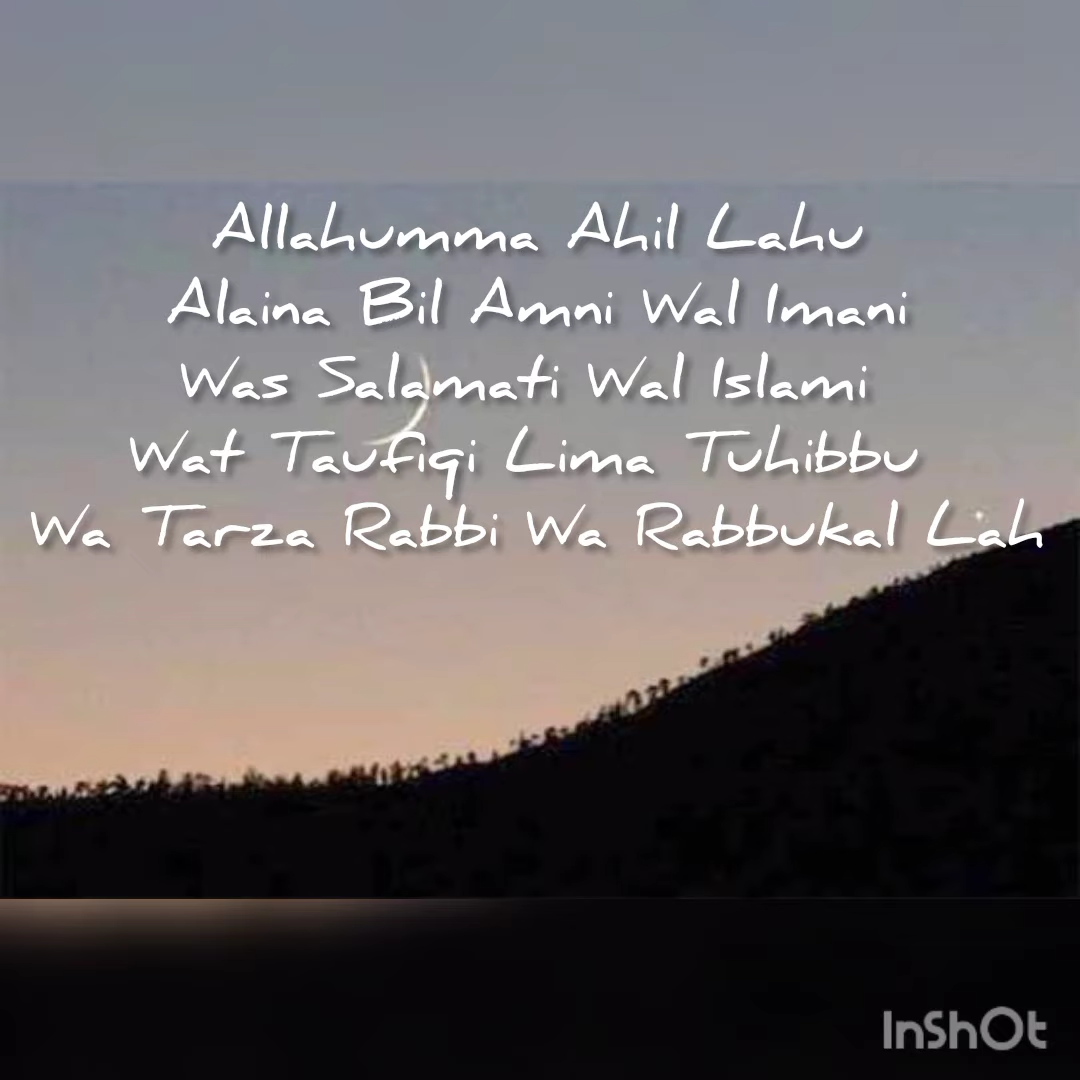 Allahumma Ahil Lahu
Alaina Bil Amni Wal Imani
Was Salamati Wal Islami
Wat Taufiqi Lima Tuhibbu
Wa Tarza Rabbi Wa Rabbukal Lah
InShOt